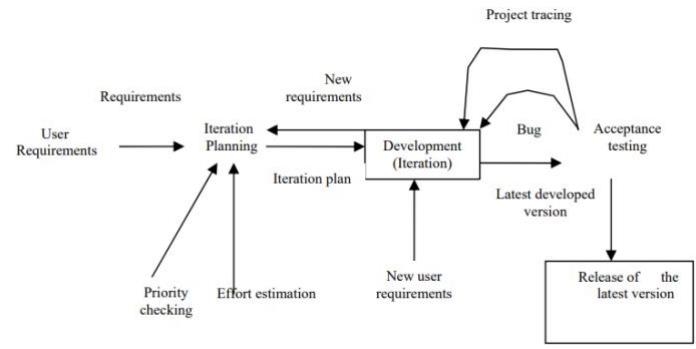 Project tracing
New
requirements
Requirements
User
Requirements
Iteration
Planning
Development
(Iteration)
Bug
Acceptance
testing
Iteration plan
Latest developed
version
Priority
checking
Effort estimation
New user
requirements
Release of the
latest version